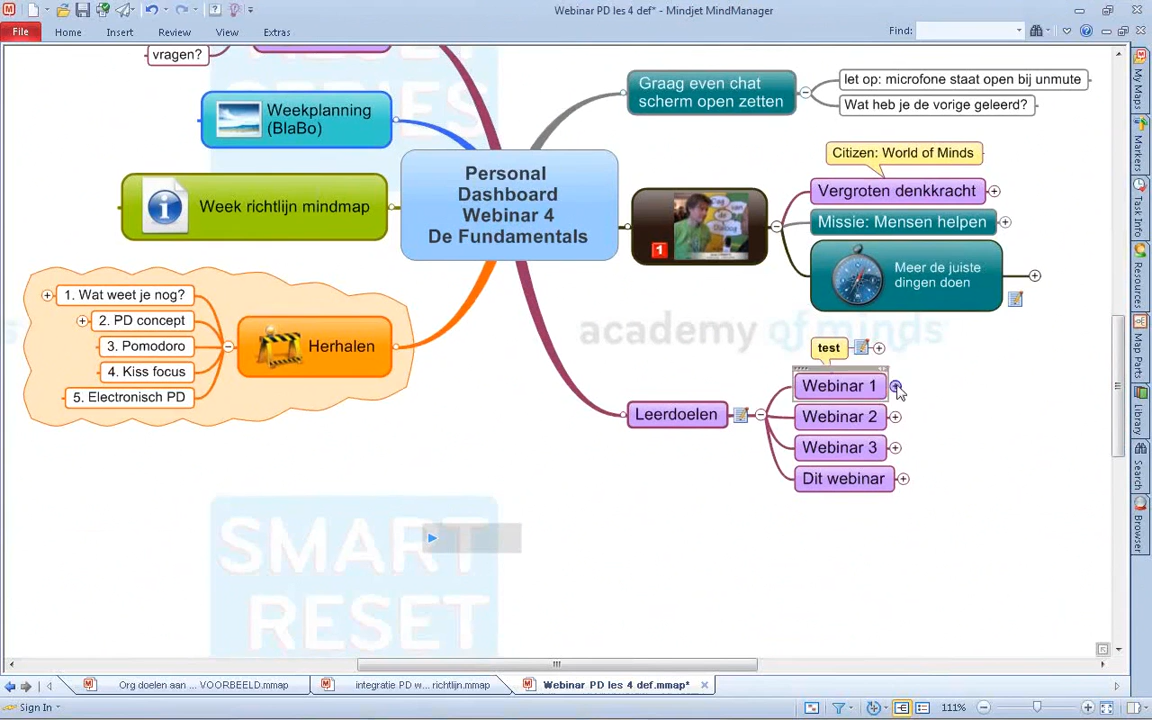 Webinar PD les 4 def* - Mindjet MindManager
File
Home
Insert
Review
View
Extras
Find:
vragen?
Weekplanning
(BlaBo)
Week richtlijn mindmap
Personal
Dashboard
Webinar 4
De Fundamentals
Graag even chat
scherm open zetten
let op: microfone staat open bij unmute
Wat heb je de vorige geleerd?
Citizen: World of Minds
Vergroten denkkracht
Missie: Mensen helpen
Meer de juiste
dingen doen
1
1. Wat weet je nog?
2. PD concept
3. Pomodoro
4. Kiss focus
5. Electronisch PD
Herhalen
academy of minds
test
Leerdoelen
Webinar 1
Webinar 2
Webinar 3
Dit webinar
SMART
RESET
My Maps
Markers
Task Info
Resources
Map Parts
Library
Search
Browser
Org doelen aan ... VOORBEELD.mmap
integratie PD w... richtlijn.mmap
Webinar PD les 4 def.mmap*
Sign In
111%